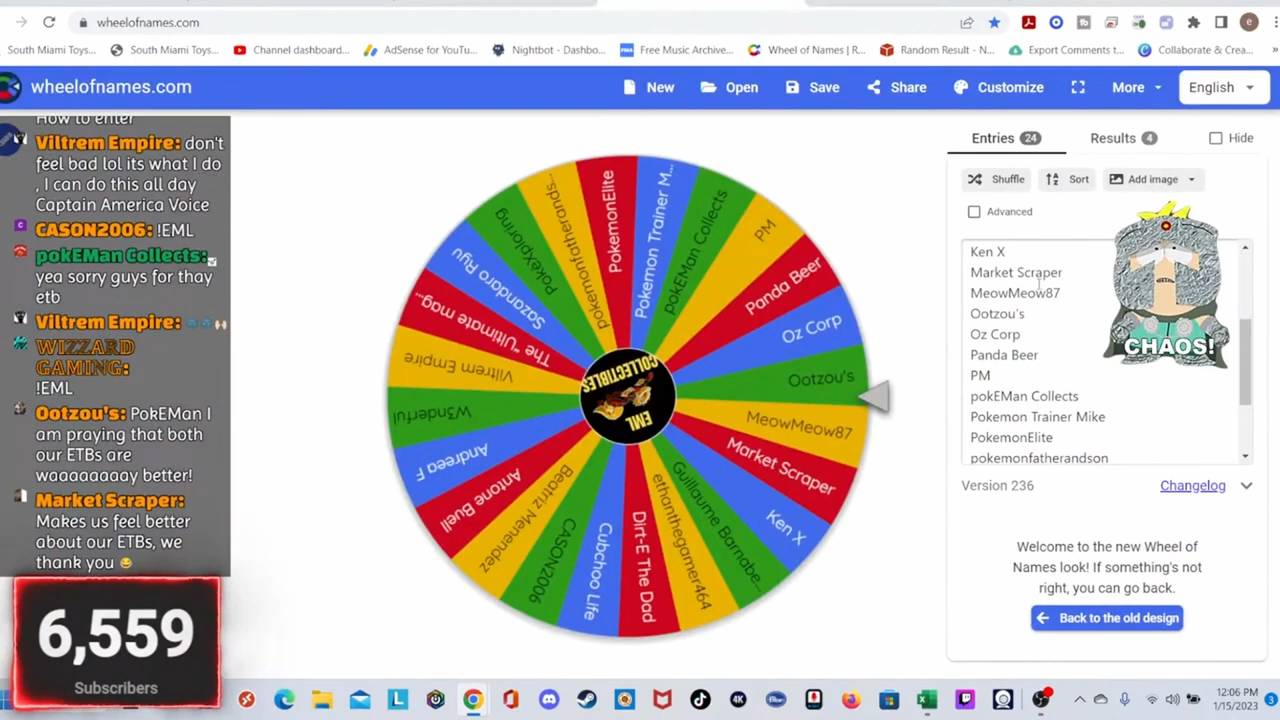 wheelofnames.com
South Miami Toys...
South Miami Toys...
Channel dashboard...
AdSense for YouTu...
Nightbot - Dashbo...
Free Music Archive...
Wheel of Names | R...
Random Result - N...
Export Comments t...
Collaborate & Crea...
wheelofnames.com
New
Open
Save
Share
Customize
More
English
How to enter
Viltrem Empire: don't
feel bad lol its what I do
, I can do this all day
Captain America Voice
CASON2006: !EML
pokEMan Collects:
yea sorry guys for thay
etb
Viltrem Empire:
WIZZARD
GAMING:
!EML
Ootzou's: PokEMan I
am praying that both
our ETBs are
waaaaaaay better!
Market Scraper:
Makes us feel better
about our ETBs, we
thank you
6,559
Subscribers
PokemonElite
Pokemon Trainer M...
pokEMan Collects
PM
Panda Beer
Oz Corp
Ootzou's
MeowMeow87
Market Scraper
Ken X
Guillaume Barnabe...
ethanthegamer464
Dirt-E The Dad
Cubchoo Life
CASON2006
Beatriz Menendez
Antone Buell
Andreea F
W3nderful
Viltrem Empire
The "Ultimate mag...
Sazandaro Ryu
PokeXploring
pokemonfatherands...
EML
COLLECTIBLES
Entries 24
Results 4
Hide
Shuffle
Sort
Add image
Advanced
Ken X
Market Scraper
MeowMeow87
Ootzou's
Oz Corp
Panda Beer
PM
pokEMan Collects
Pokemon Trainer Mike
PokemonElite
pokemonfatherandson
CHAOS!
Version 236
Changelog
Welcome to the new Wheel of
Names look! If something's not
right, you can go back.
Back to the old design
12:06 PM
1/15/2023